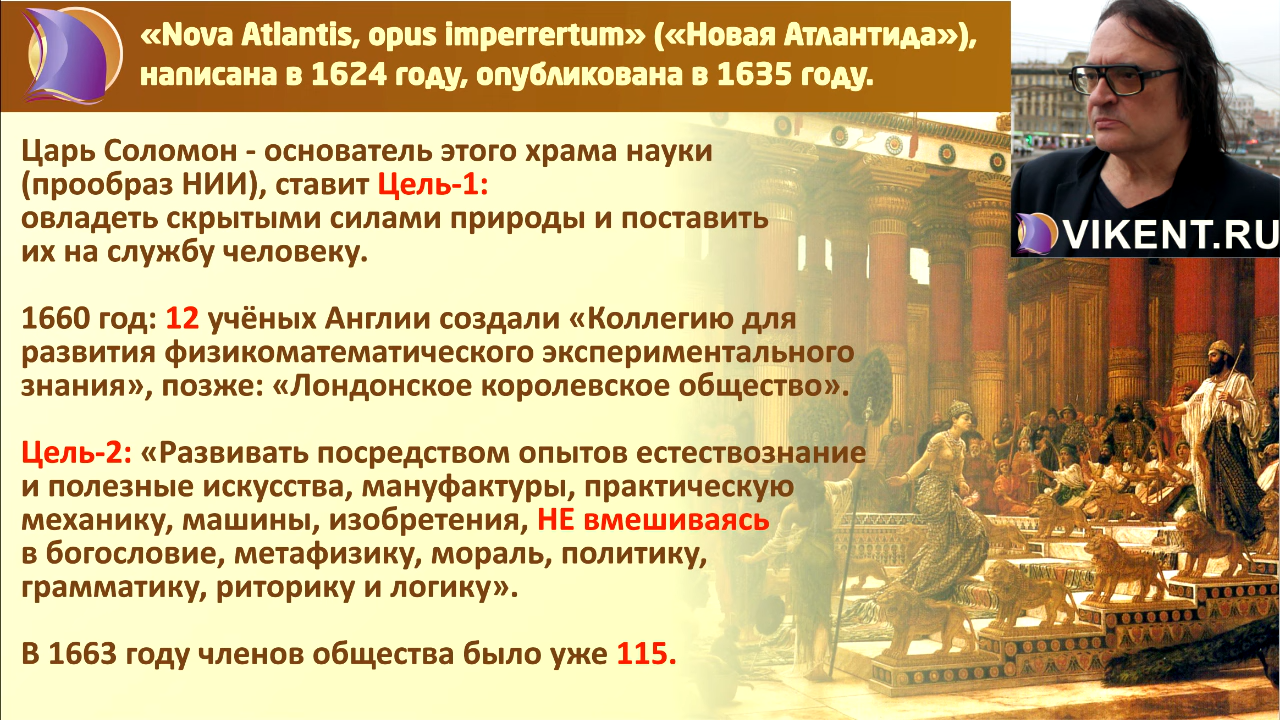 «Nova Atlantis, opus imperrertum» («Новая Атлантида»),
написана в 1624 году, опубликована в 1635 году.
VIKENT.RU
Царь Соломон - основатель этого храма науки
(прообраз НИИ), ставит Цель-1:
овладеть скрытыми силами природы и поставить
их на службу человеку.
1660 год: 12 учёных Англии создали «Коллегию для
развития физикоматематического экспериментального
знания», позже: «Лондонское королевское общество».
Цель-2: «Развивать посредством опытов естествознание
и полезные искусства, мануфактуры, практическую
механику, машины, изобретения, НЕ вмешиваясь
в богословие, метафизику, мораль, политику,
грамматику, риторику и логику».
В 1663 году членов общества было уже 115.